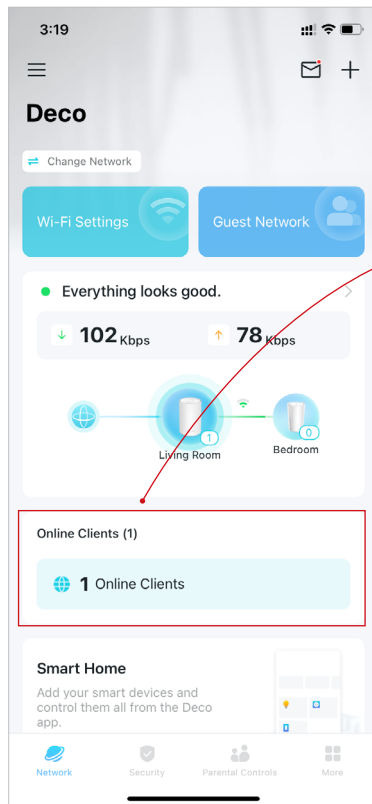 3:19
Deco
Change Network
Wi-Fi Settings
Guest Network
Everything looks good.
102 Kbps
78 Kbps
1
Living Room
0
Bedroom
Online Clients (1)
1 Online Clients
Smart Home
Add your smart devices and
control them all from the Deco
app.
Network
Security
Parental Controls
More